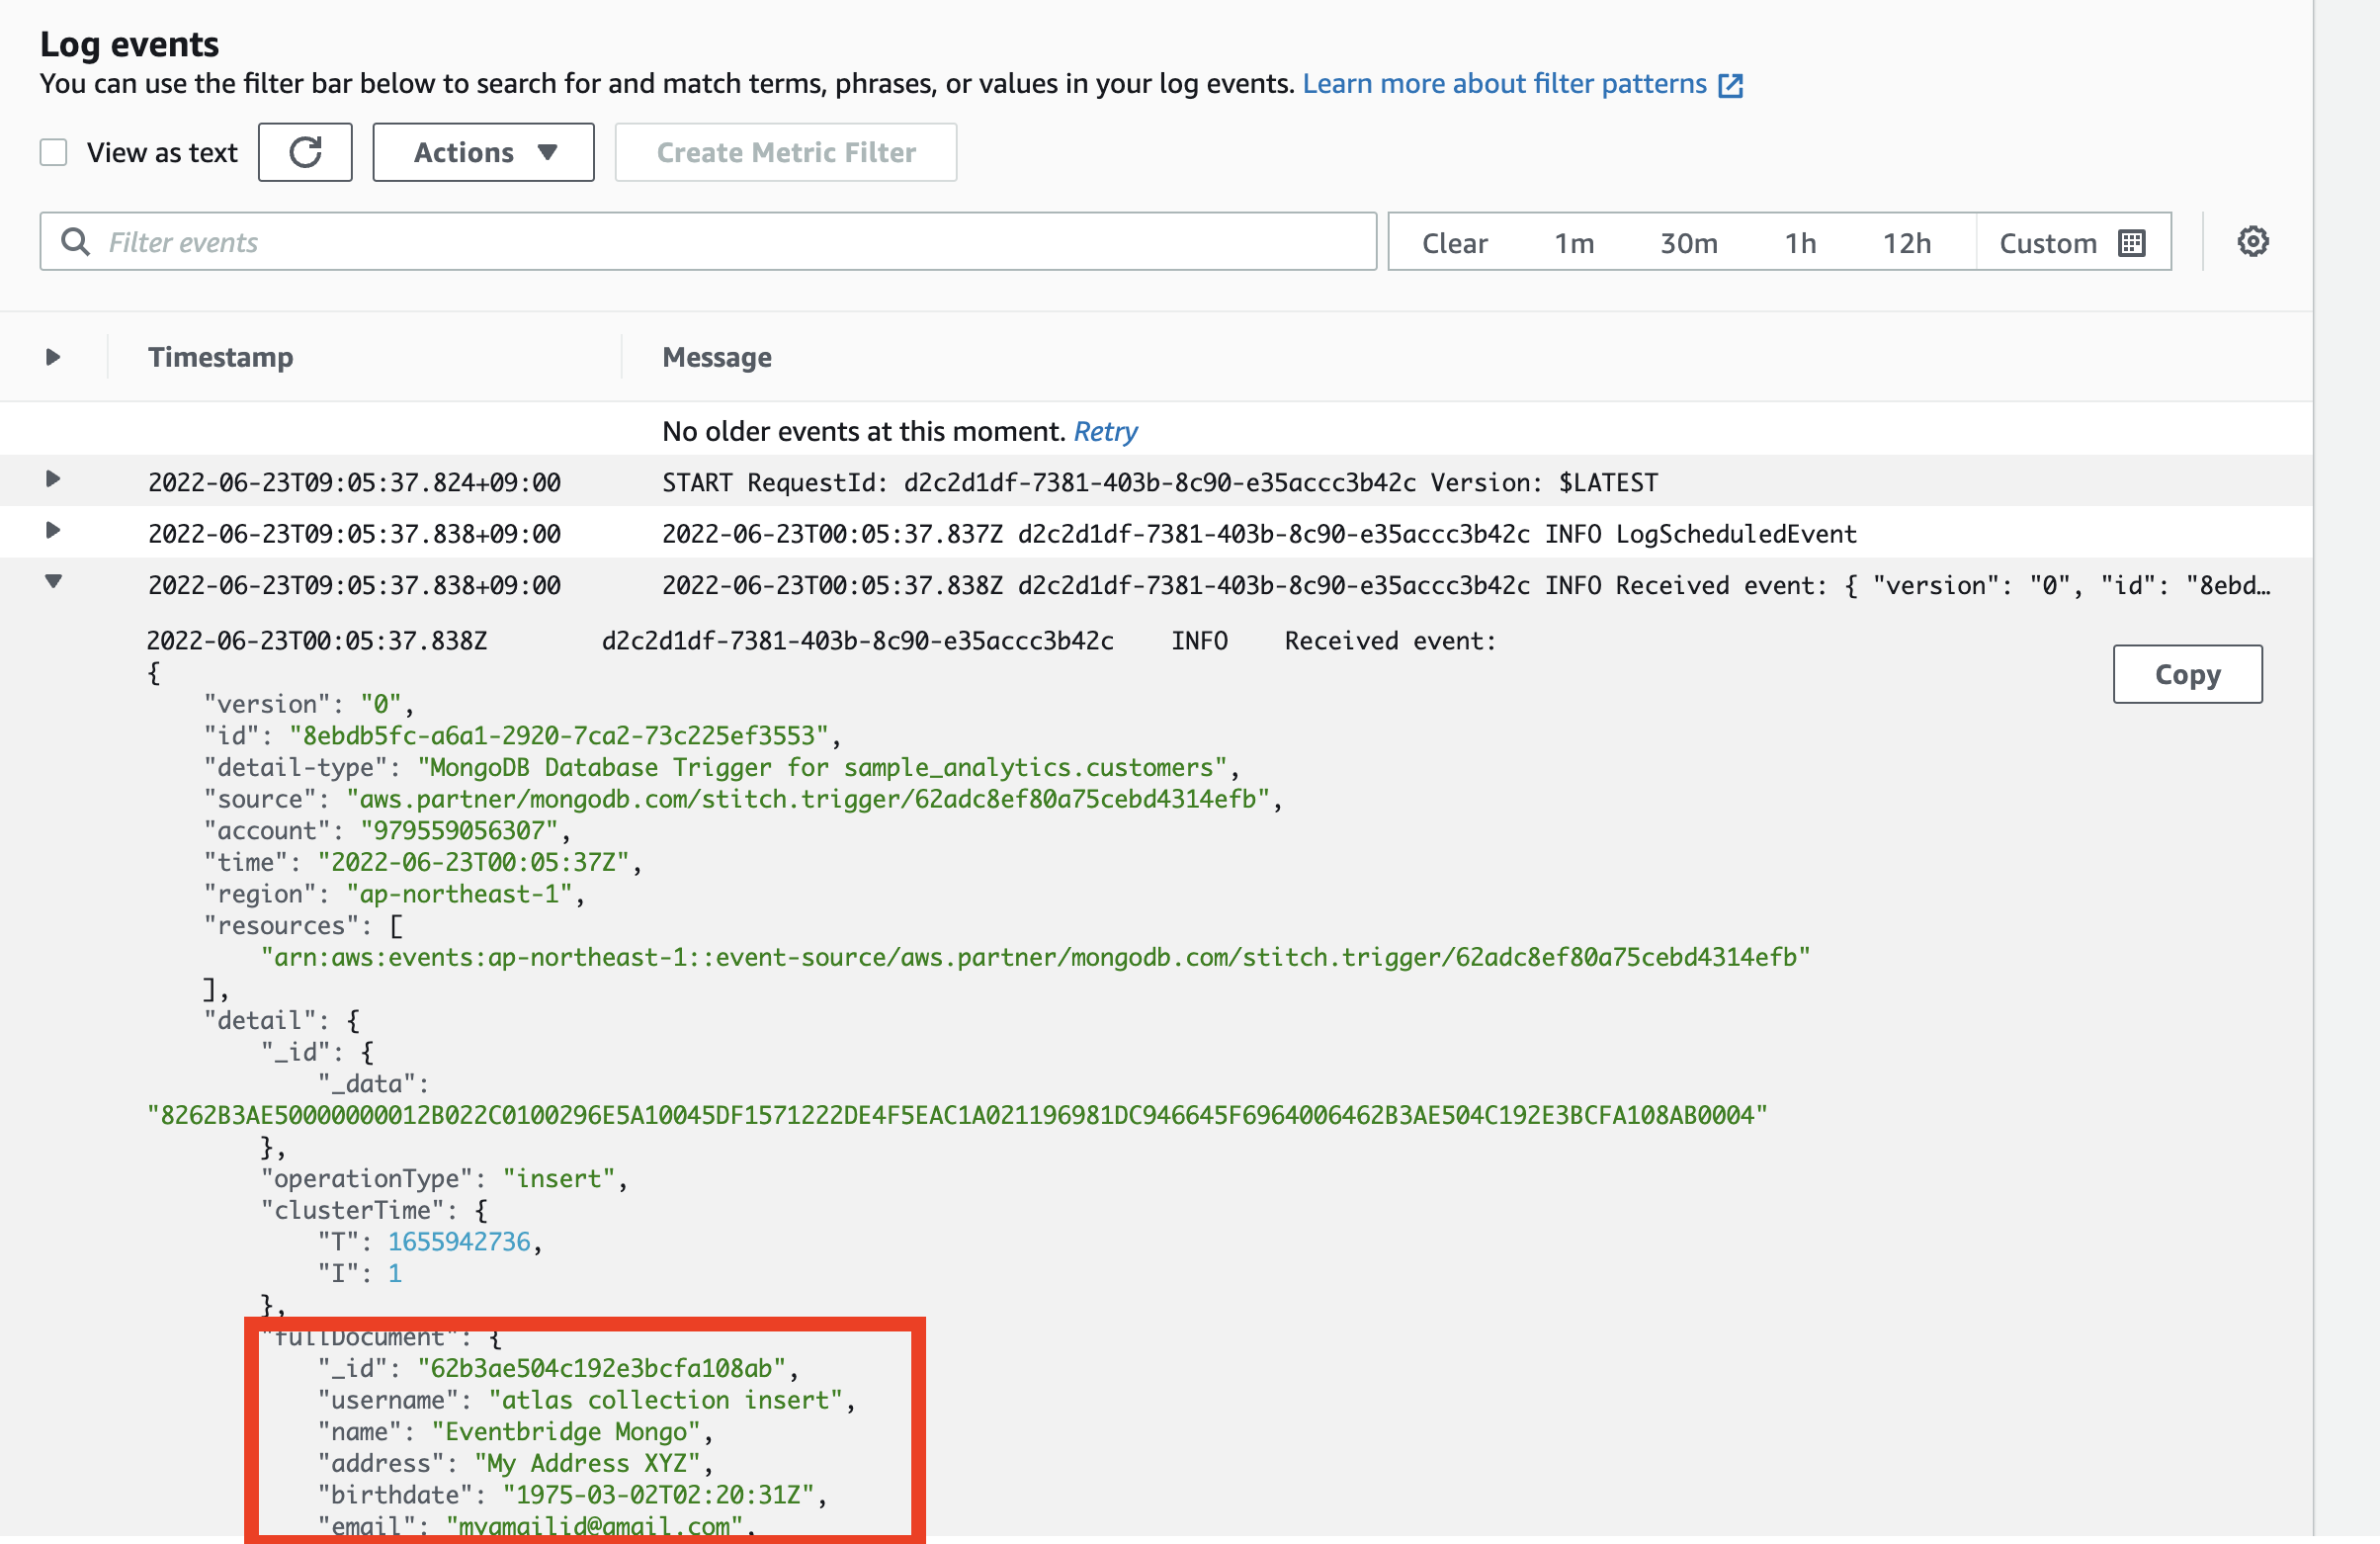 Log events
You can use the filter bar below to search for and match terms, phrases, or values in your log events. Learn more about filter patterns
View as text
Actions
Create Metric Filter
Filter events
Clear 1m 30m 1h 12h Custom
Timestamp Message
No older events at this moment. Retry
2022-06-23T09:05:37.824+09:00 START RequestId: d2c2d1df-7381-403b-8c90-e35accc3b42c Version: $LATEST
2022-06-23T09:05:37.838+09:00 2022-06-23T00:05:37.837Z d2c2d1df-7381-403b-8c90-e35accc3b42c INFO LogScheduledEvent
2022-06-23T09:05:37.838+09:00 2022-06-23T00:05:37.838Z d2c2d1df-7381-403b-8c90-e35accc3b42c INFO Received event: { "version": "0", "id": "8ebd…
2022-06-23T00:05:37.838Z d2c2d1df-7381-403b-8c90-e35accc3b42c INFO Received event:
Copy
{
"version": "0",
"id": "8ebdb5fc-a6a1-2920-7ca2-73c225ef3553",
"detail-type": "MongoDB Database Trigger for sample_analytics.customers",
"source": "aws.partner/mongodb.com/stitch.trigger/62adc8ef80a75cebd4314efb",
"account": "979559056307",
"time": "2022-06-23T00:05:37Z",
"region": "ap-northeast-1",
"resources": [
"arn:aws:events:ap-northeast-1::event-source/aws.partner/mongodb.com/stitch.trigger/62adc8ef80a75cebd4314efb"
],
"detail": {
"_id": {
"_data":
"8262B3AE50000000012B022C0100296E5A10045DF1571222DE4F5EAC1A021196981DC946645F6964006462B3AE504C192E3BCFA108AB0004"
},
"operationType": "insert",
"clusterTime": {
"T": 1655942736,
"I": 1
},
"fullDocument": {
"_id": "62b3ae504c192e3bcfa108ab",
"username": "atlas collection insert",
"name": "Eventbridge Mongo",
"address": "My Address XYZ",
"birthdate": "1975-03-02T02:20:31Z",
"email": "mygmailid@gmail.com",